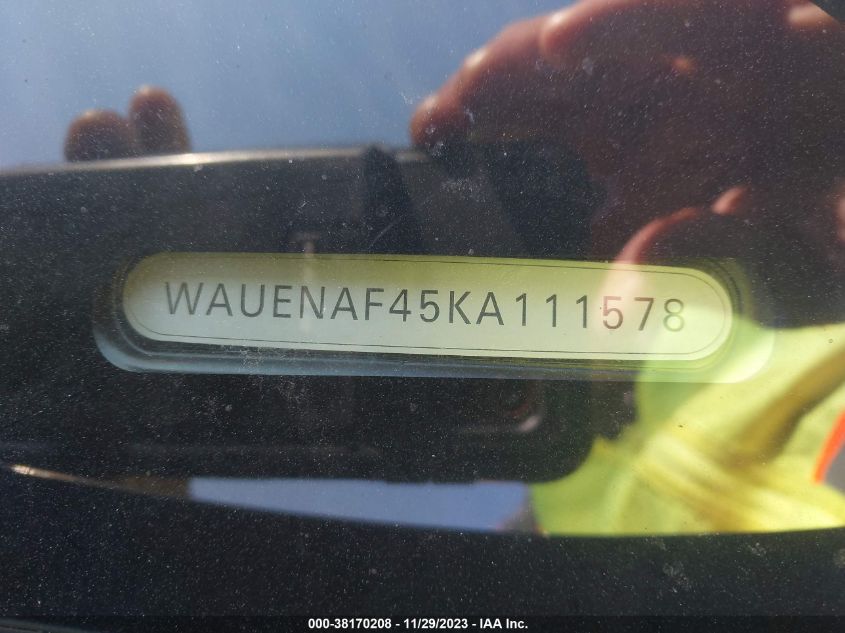 WAUENAF45KA111578
000-38170208 - 11/29/2023 - IAA Inc.